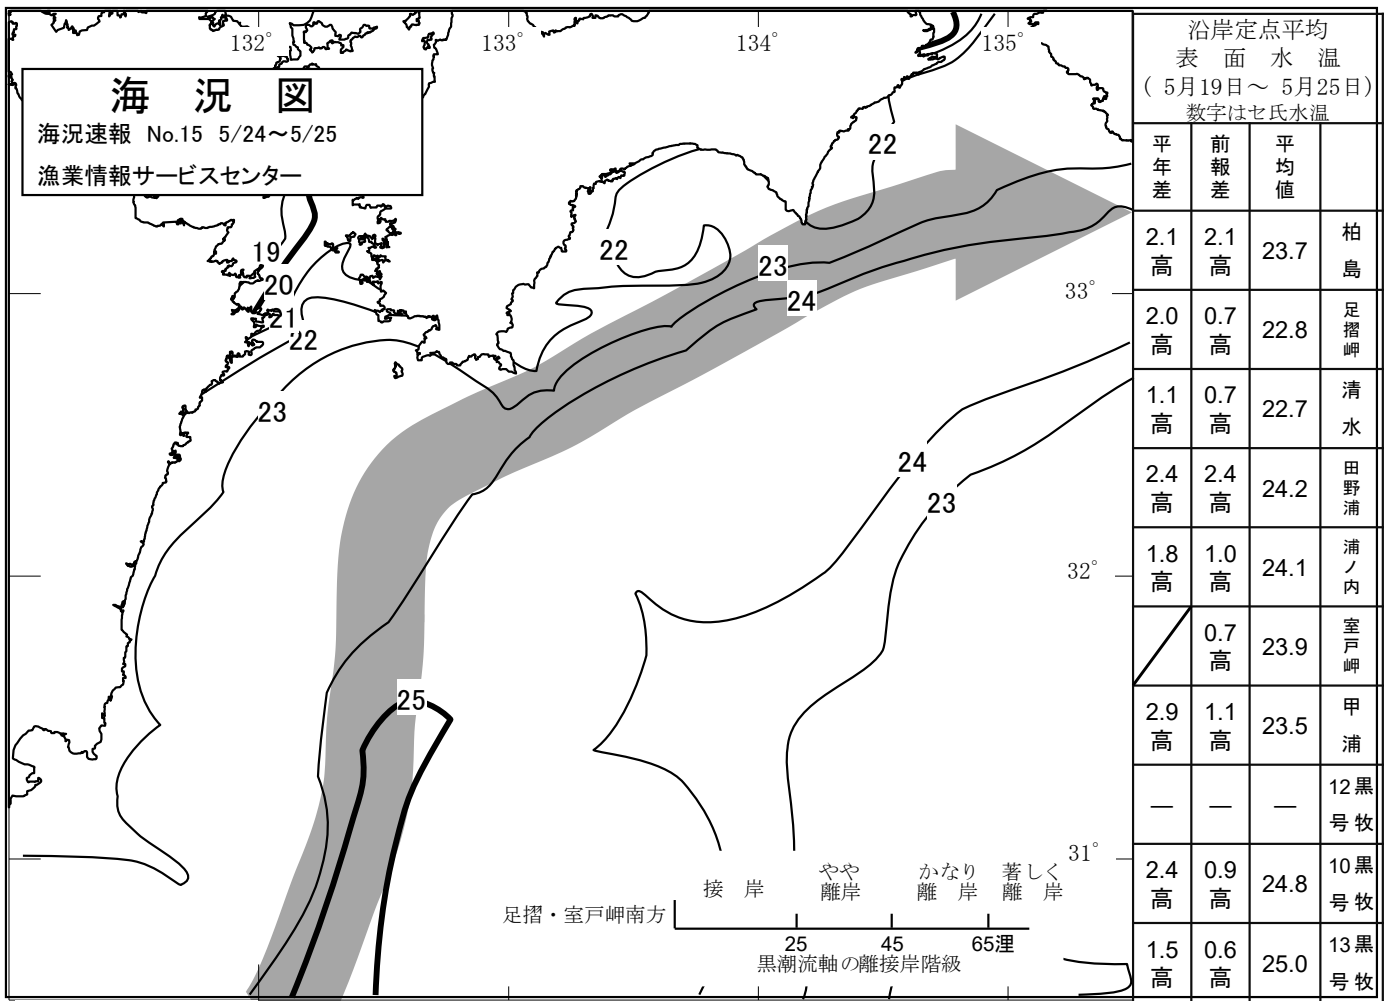 132°
133°
134°
135°
海 況 図
海況速報 No.15 5/24～5/25
漁業情報サービスセンター
22
19
22
20
23
33°
24
21
22
23
24
23
32°
25
31°
接 岸
やや
離岸
かなり
離 岸
著しく
離 岸
足摺・室戸岬南方
25
45
65浬
黒潮流軸の離接岸階級
沿岸定点平均
表 面 水 温
( 5月19日～ 5月25日)
数字はセ氏水温
平年差 前報差 平均値
2.1高 2.1高 23.7 柏島
2.0高 0.7高 22.8 足摺岬
1.1高 0.7高 22.7 清水
2.4高 2.4高 24.2 田野浦
1.8高 1.0高 24.1 浦ノ内
0.7高 23.9 室戸岬
2.9高 1.1高 23.5 甲浦
— — — 黒牧12号
2.4高 0.9高 24.8 黒牧10号
1.5高 0.6高 25.0 黒牧13号